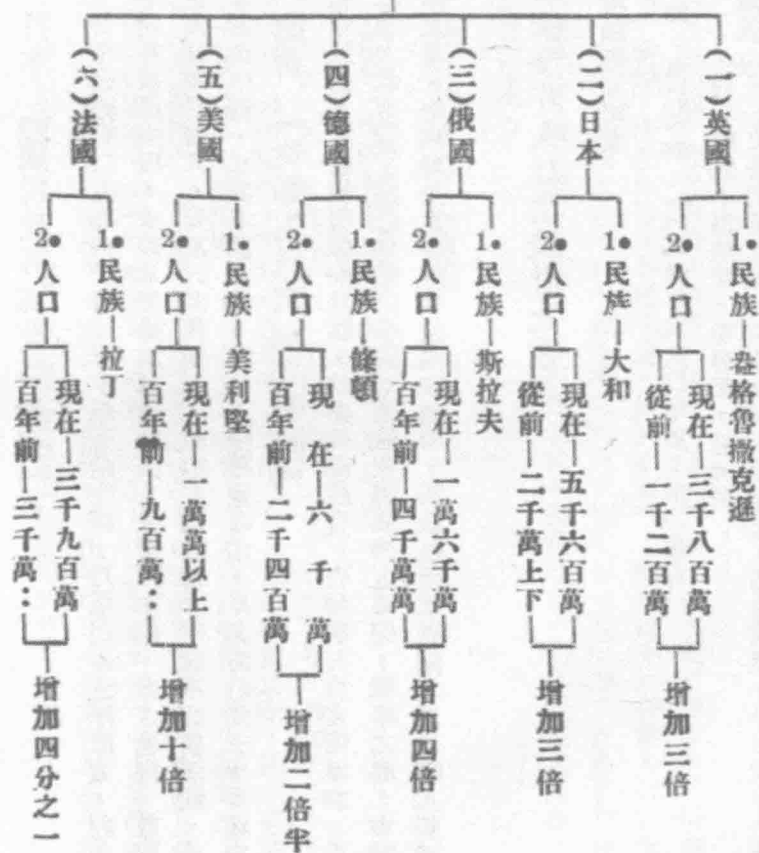 (一)英國
1●民族—盎格魯撒克遜
2●人口
現在—三千八百萬
從前—一千二百萬
增加三倍
(二)日本
1●民族—大和
2●人口
現在—五千六百萬
從前—二千萬上下
增加三倍
(三)俄國
1●民族—斯拉夫
2●人口
現在—一萬六千萬
百年前—四千萬萬
增加四倍
(四)德國
1●民族—條頓
2●人口
現在—六千萬
百年前—二千四百萬
增加二倍半
(五)美國
1●民族—美利堅
2●人口
現在—一萬萬以上
百年前—九百萬:
增加十倍
(六)法國
1●民族—拉丁
2●人口
現在—三千九百萬
百年前—三千萬:
增加四分之一